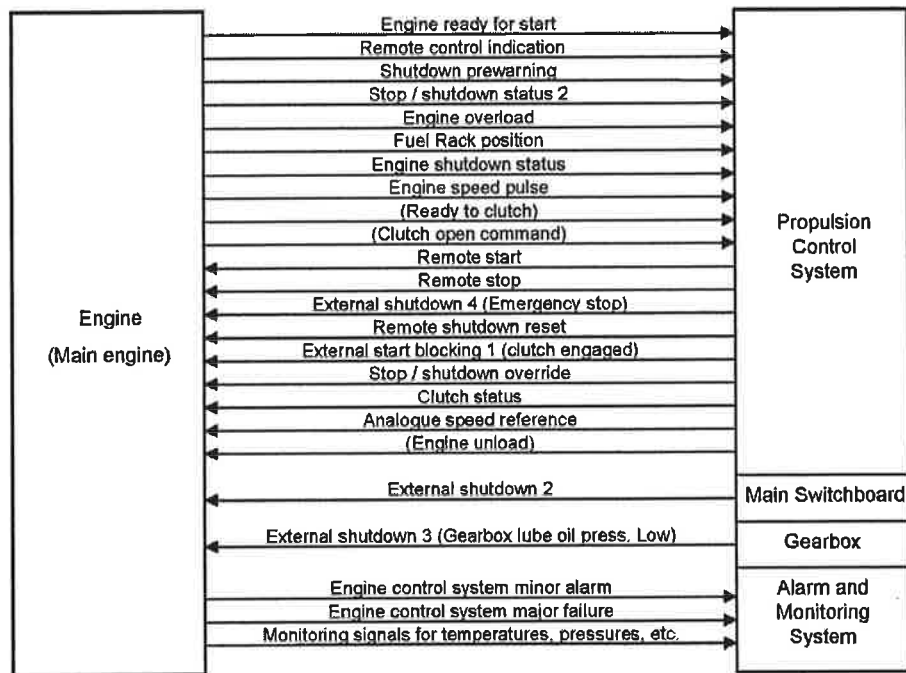 Engine ready for start
Remote control indication
Shutdown prewarning
Stop / shutdown status 2
Engine overload
Fuel Rack position
Engine shutdown status
Engine speed pulse
(Ready to clutch)
(Clutch open command)
Remote start
Remote stop
External shutdown 4 (Emergency stop)
Remote shutdown reset
External start blocking 1 (clutch engaged)
Stop / shutdown override
Clutch status
Analogue speed reference
(Engine unload)
External shutdown 2
External shutdown 3 (Gearbox lube oil press. Low)
Engine control system minor alarm
Engine control system major failure
Monitoring signals for temperatures, pressures, etc.
Engine
(Main engine)
Propulsion
Control
System
Main Switchboard
Gearbox
Alarm and
Monitoring
System